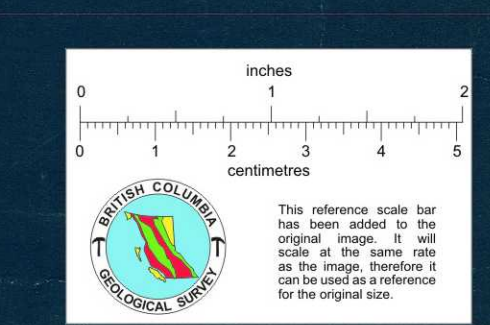 inches
0 1 2
0 1 2 3 4 5
centimetres
BRITISH COLUMBIA
GEOLOGICAL SURVEY
This reference scale bar
has been added to the
original image. It will
scale at the same rate
as the image, therefore it
can be used as a reference
for the original size.